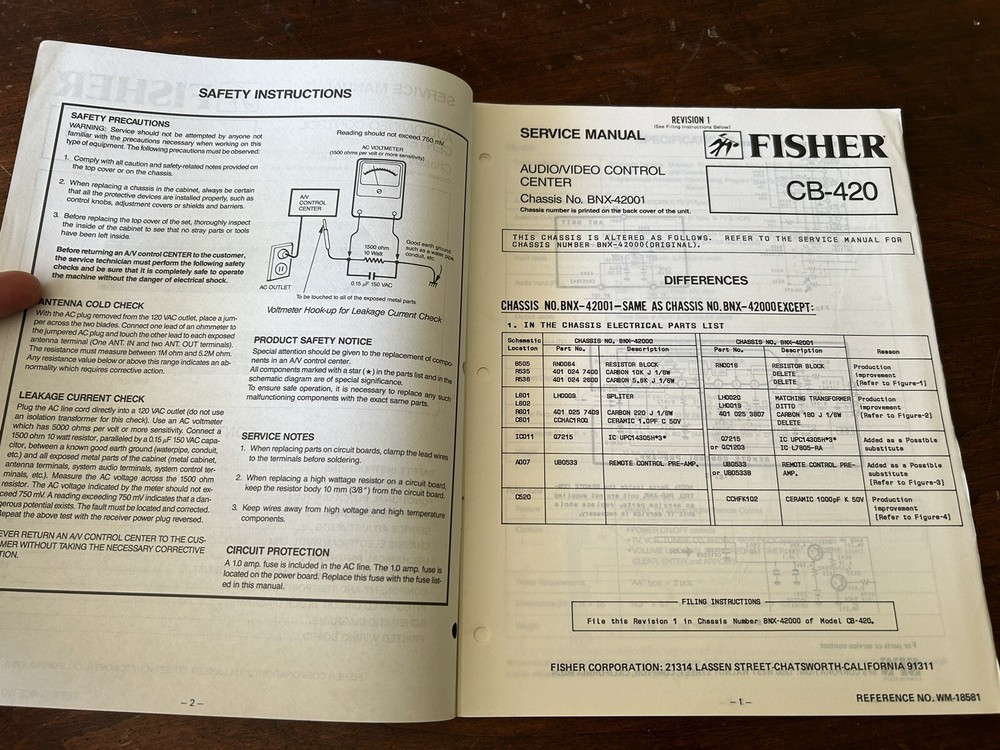 SAFETY INSTRUCTIONS
SAFETY PRECAUTIONS
WARNING: Service should not be attempted by anyone not
familiar with the precautions necessary when working on this
type of equipment. The following precautions must be observed:
1. Comply with all caution and safety-related notes provided on
the top cover or on the chassis.
2. When replacing a chassis in the cabinet, always be certain
that all the protective devices are installed properly, such as
control knobs, adjustment covers or shields and barriers.
3. Before replacing the top cover of the set, thoroughly inspect
the inside of the cabinet to see that no stray parts or tools
have been left inside.
Before returning an A/V control CENTER to the customer,
the service technician must perform the following safety
checks and be sure that it is completely safe to operate
the machine without the danger of electrical shock.
ANTENNA COLD CHECK
With the AC plug removed from the 120 VAC outlet, place a jum-
per across the two blades. Connect one lead of an ohmmeter to
the jumpered AC plug and touch the other lead to each exposed
antenna terminal (One ANT. IN and two ANT. OUT terminals).
The resistance must measure between 1M ohm and 5.2M ohm.
Any resistance value below or above this range indicates an ab-
normality which requires corrective action.
LEAKAGE CURRENT CHECK
Plug the AC line cord directly into a 120 VAC outlet (do not use
an isolation transformer for this check). Use an AC voltmeter
which has 5000 ohms per volt or more sensitivity. Connect a
1500 ohm 10 watt resistor, paralleled by a 0.15 µF 150 VAC capa-
citor, between a known good earth ground (waterpipe, conduit,
etc.) and all exposed metal parts of the cabinet (metal cabinet,
antenna terminals, system audio terminals, system control ter-
minals, etc.). Measure the AC voltage across the 1500 ohm
resistor. The AC voltage indicated by the meter should not ex-
ceed 750 mV. A reading exceeding 750 mV indicates that a dan-
gerous potential exists. The fault must be located and corrected.
Repeat the above test with the receiver power plug reversed.
EVER RETURN AN A/V CONTROL CENTER TO THE CUS-
MER WITHOUT TAKING THE NECESSARY CORRECTIVE
TION.
Reading should not exceed 750 mV
AC VOLTMETER
(1500 ohms per volt or more sensitivity)
A/V
CONTROL
CENTER
1500 ohm
10 Watt
Good earth ground
such as a water pipe,
conduit, etc.
AC OUTLET
0.15 µF 150 VAC
To be touched to all of the exposed metal parts
Voltmeter Hook-up for Leakage Current Check
PRODUCT SAFETY NOTICE
Special attention should be given to the replacement of compo-
nents in an A/V control center.
All components marked with a star (★) in the parts list and in the
schematic diagram are of special significance.
To ensure safe operation, it is necessary to replace any such
malfunctioning components with the exact same parts.
SERVICE NOTES
1. When replacing parts on circuit boards, clamp the lead wires
to the terminals before soldering.
2. When replacing a high wattage resistor on a circuit board,
keep the resistor body 10 mm (3/8") from the circuit board.
3. Keep wires away from high voltage and high temperature
components.
CIRCUIT PROTECTION
A 1.0 amp. fuse is included in the AC line. The 1.0 amp. fuse is
located on the power board. Replace this fuse with the fuse list-
ed in this manual.
– 2 –
REVISION 1
(See Filing Instructions Below)
SERVICE MANUAL
FISHER
AUDIO/VIDEO CONTROL
CENTER
Chassis No. BNX-42001
Chassis number is printed on the back cover of the unit.
CB-420
THIS CHASSIS IS ALTERED AS FOLLOWS. REFER TO THE SERVICE MANUAL FOR
CHASSIS NUMBER BNX-42000(ORIGINAL).
DIFFERENCES
CHASSIS NO.BNX-42001—SAME AS CHASSIS NO.BNX-42000EXCEPT:
1. IN THE CHASSIS ELECTRICAL PARTS LIST
Schematic Location CHASSIS NO. BNX-42000 CHASSIS NO. BNX-42001 Reason
Part No. Description Part No. Description
B505 RN0064 RESISTOR BLOCK RN0016 RESISTOR BLOCK Production
R535 401 024 7400 CARBON 10K J 1/6W DELETE improvement
R536 401 024 2600 CARBON 5.6K J 1/6W DELETE [Refer to Figure-1]
L601 LH0009 SPLITER LH0020 MATCHING TRANSFORMER Production
L602 LH0019 DITTO improvement
R601 401 025 7409 CARBON 220 J 1/6W 401 025 3807 CARBON 180 J 1/6W [Refer to Figure-2]
C601 CCHAC1R0C CERAMIC 1.0PF C 50V DELETE
IC011 Q7215 IC UPC14305H*3* Q7215 IC UPC14305H*3* Added as a Possible
or QC1203 IC L7805-RA substitute
A007 UB0533 REMOTE CONTROL PRE-AMP. UB0533 REMOTE CONTROL PRE- Added as a Possible
or UB0533B AMP. substitute
[Refer to Figure-3]
C520 CCHFK102 CERAMIC 1000pF K 50V Production
improvement
[Refer to Figure-4]
FILING INSTRUCTIONS
File this Revision 1 in Chassis Number BNX-42000 of Model CB-420.
FISHER CORPORATION: 21314 LASSEN STREET·CHATSWORTH·CALIFORNIA 91311
– 1 –
REFERENCE NO. WM-18581